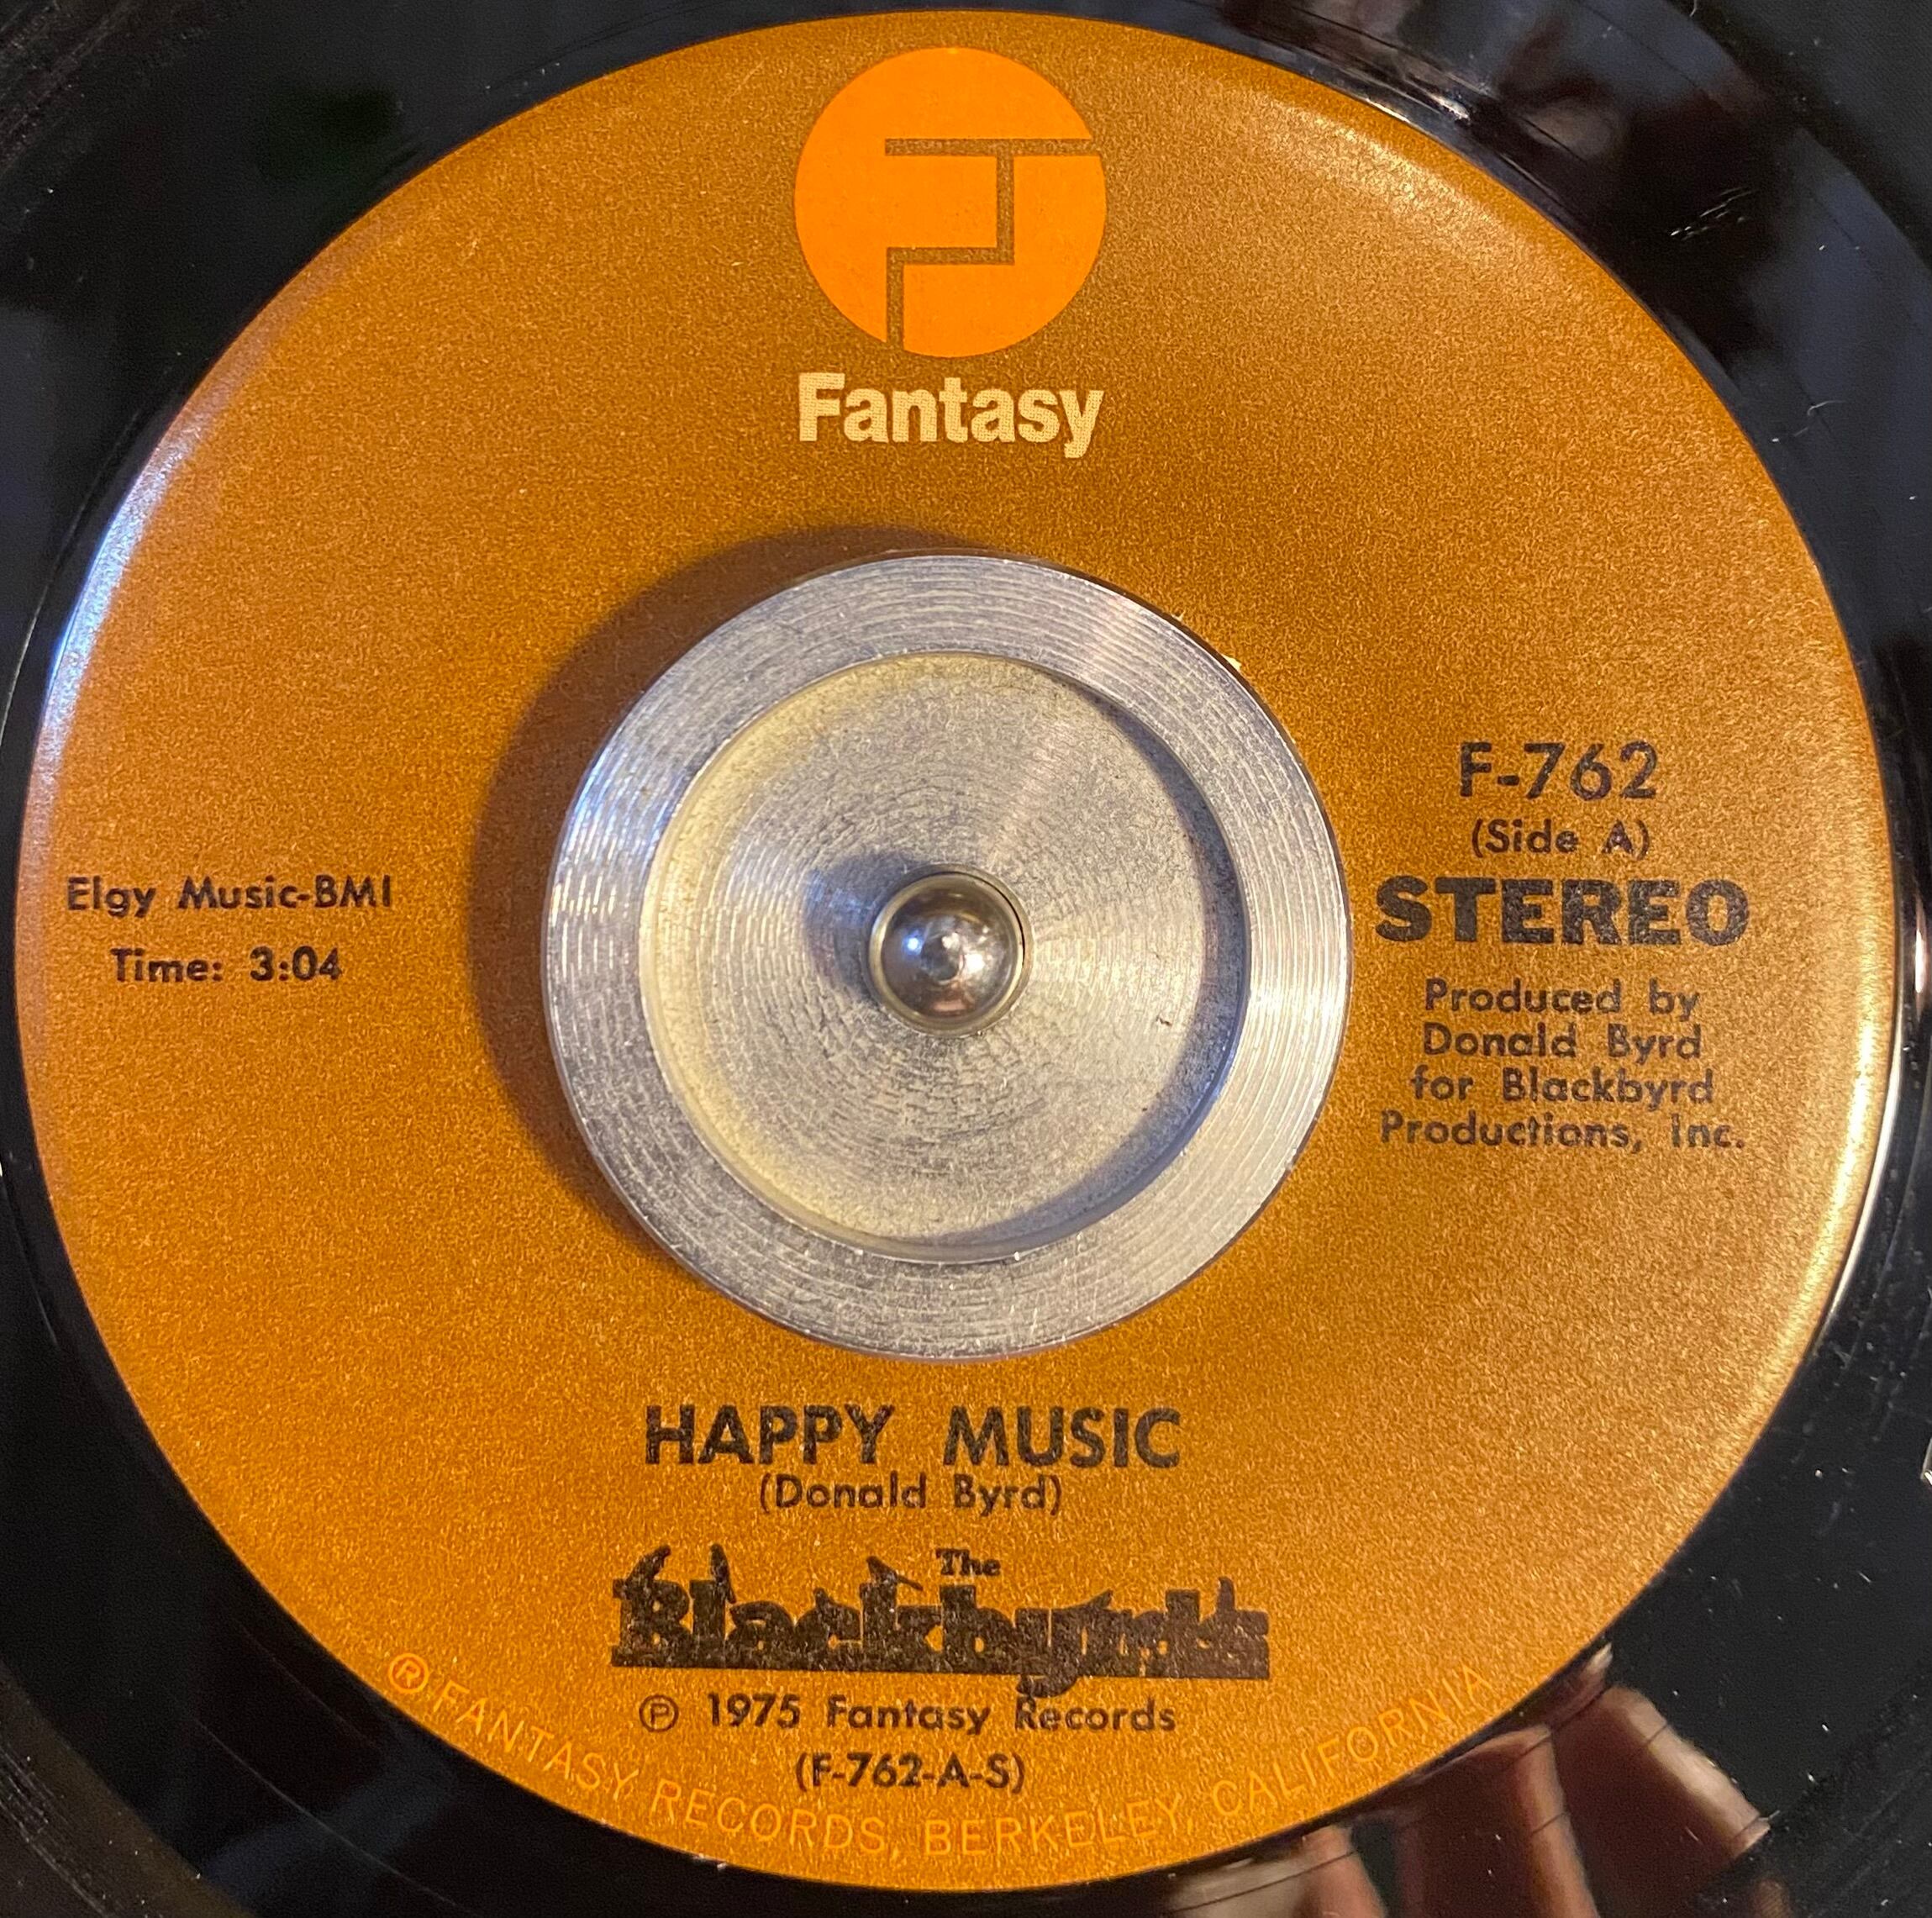 Fantasy
Elgy Music-BMI
Time: 3:04
F-762
(Side A)
STEREO
Produced by
Donald Byrd
for Blackbyrd
Productions, Inc.
HAPPY MUSIC
(Donald Byrd)
The
Blackbyrds
℗ 1975 Fantasy Records
(F-762-A-S)
® FANTASY RECORDS, BERKELEY, CALIFORNIA